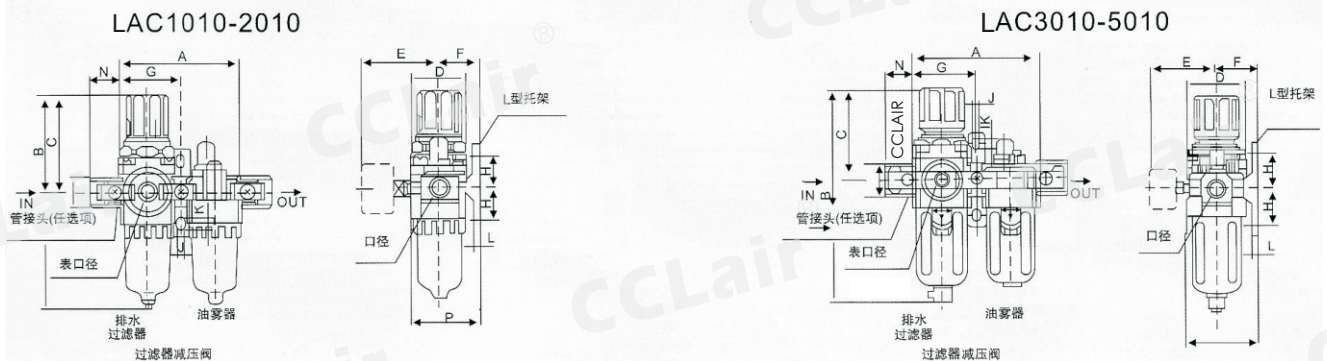 LAC1010-2010
A
N
G
B
C
IN
OUT
管接头(任选项)
K
J
表口径
排水
过滤器
油雾器
过滤器减压阀
E
F
D
L型托架
H
H
口径
L
P
LAC3010-5010
A
N
G
J
K
CCLAIR
C
B
IN
OUT
管接头(任选项)
表口径
排水
过滤器
油雾器
过滤器减压阀
E
F
D
L型托架
H
H
口径
L
CCLair
CCLair
®